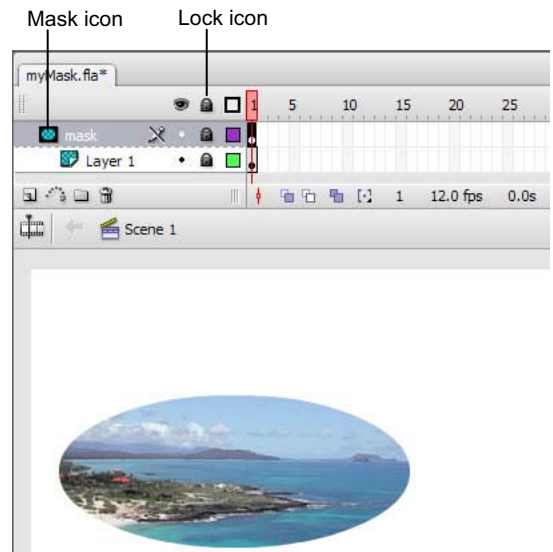 Mask icon
Lock icon
myMask.fla*
1 5 10 15 20 25
mask
Layer 1
1 12.0 fps 0.0s
Scene 1